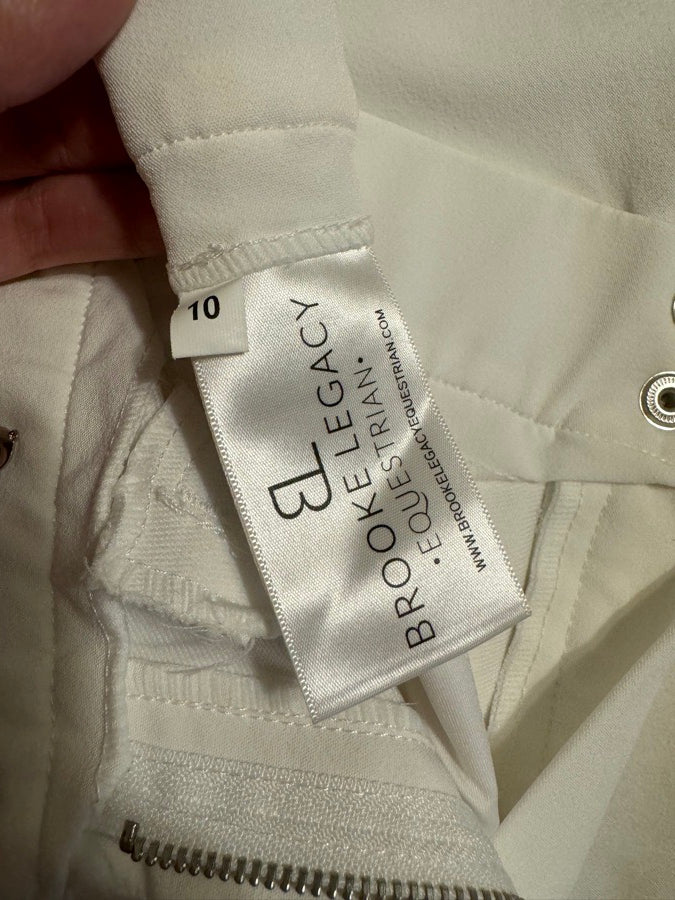 10
BL
BROOKE LEGACY
• EQUESTRIAN •
WWW.BROOKELEGACYEQUESTRIAN.COM